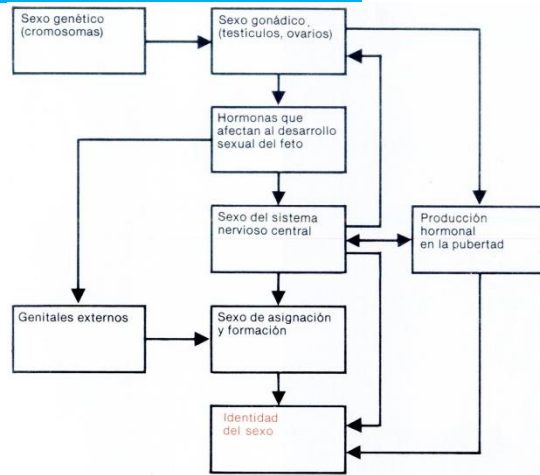 Sexo genético
(cromosomas)
Sexo gonádico
(testículos, ovarios)
Hormonas que
afectan al desarrollo
sexual del feto
Sexo del sistema
nervioso central
Producción
hormonal
en la pubertad
Genitales externos
Sexo de asignación
y formación
Identidad
del sexo